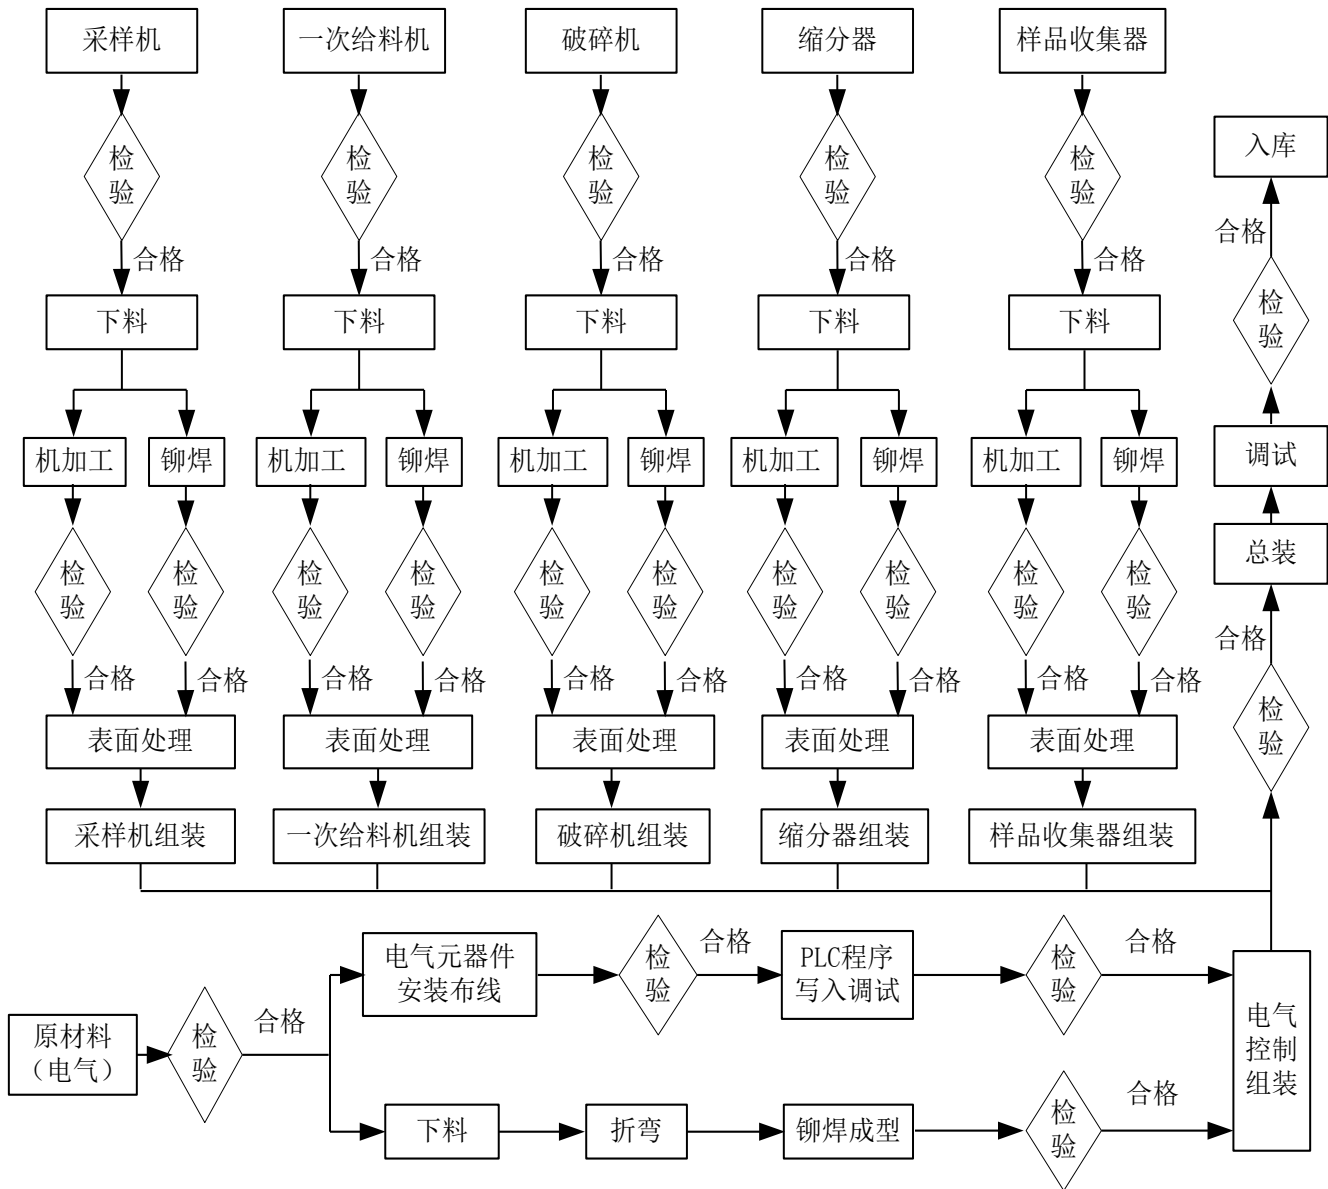 采样机
一次给料机
破碎机
缩分器
样品收集器
检
验
检
验
检
验
检
验
检
验
入库
合格
合格
合格
合格
合格
合格
下料
下料
下料
下料
下料
检
验
机加工
铆焊
机加工
铆焊
机加工
铆焊
机加工
铆焊
机加工
铆焊
调试
检
验
检
验
检
验
检
验
检
验
检
验
检
验
检
验
检
验
检
验
总装
合格
合格
合格
合格
合格
合格
合格
合格
合格
合格
合格
表面处理
表面处理
表面处理
表面处理
表面处理
检
验
采样机组装
一次给料机组装
破碎机组装
缩分器组装
样品收集器组装
原材料
（电气）
检
验
合格
电气元器件
安装布线
检
验
合格
PLC程序
写入调试
检
验
合格
下料
折弯
铆焊成型
检
验
合格
电气
控制
组装